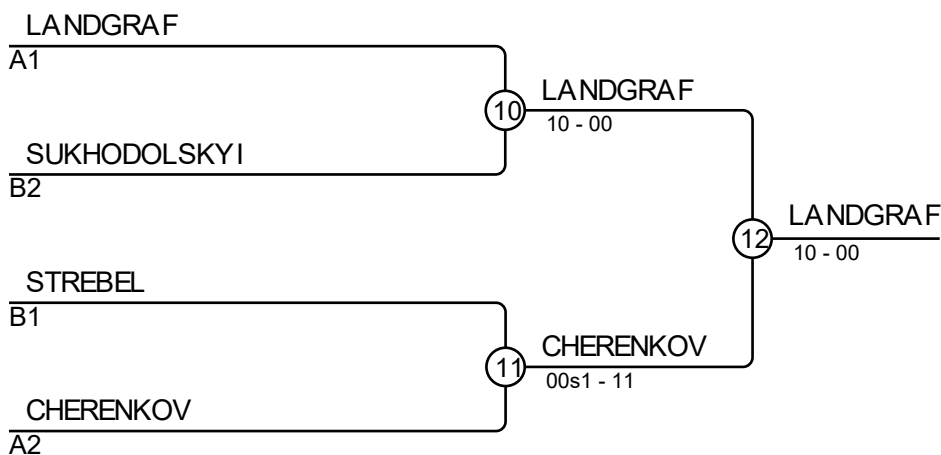 LANDGRAF
A1
10
LANDGRAF
10 - 00
SUKHODOLSKYI
B2
12
LANDGRAF
10 - 00
STREBEL
B1
11
CHERENKOV
00s1 - 11
CHERENKOV
A2